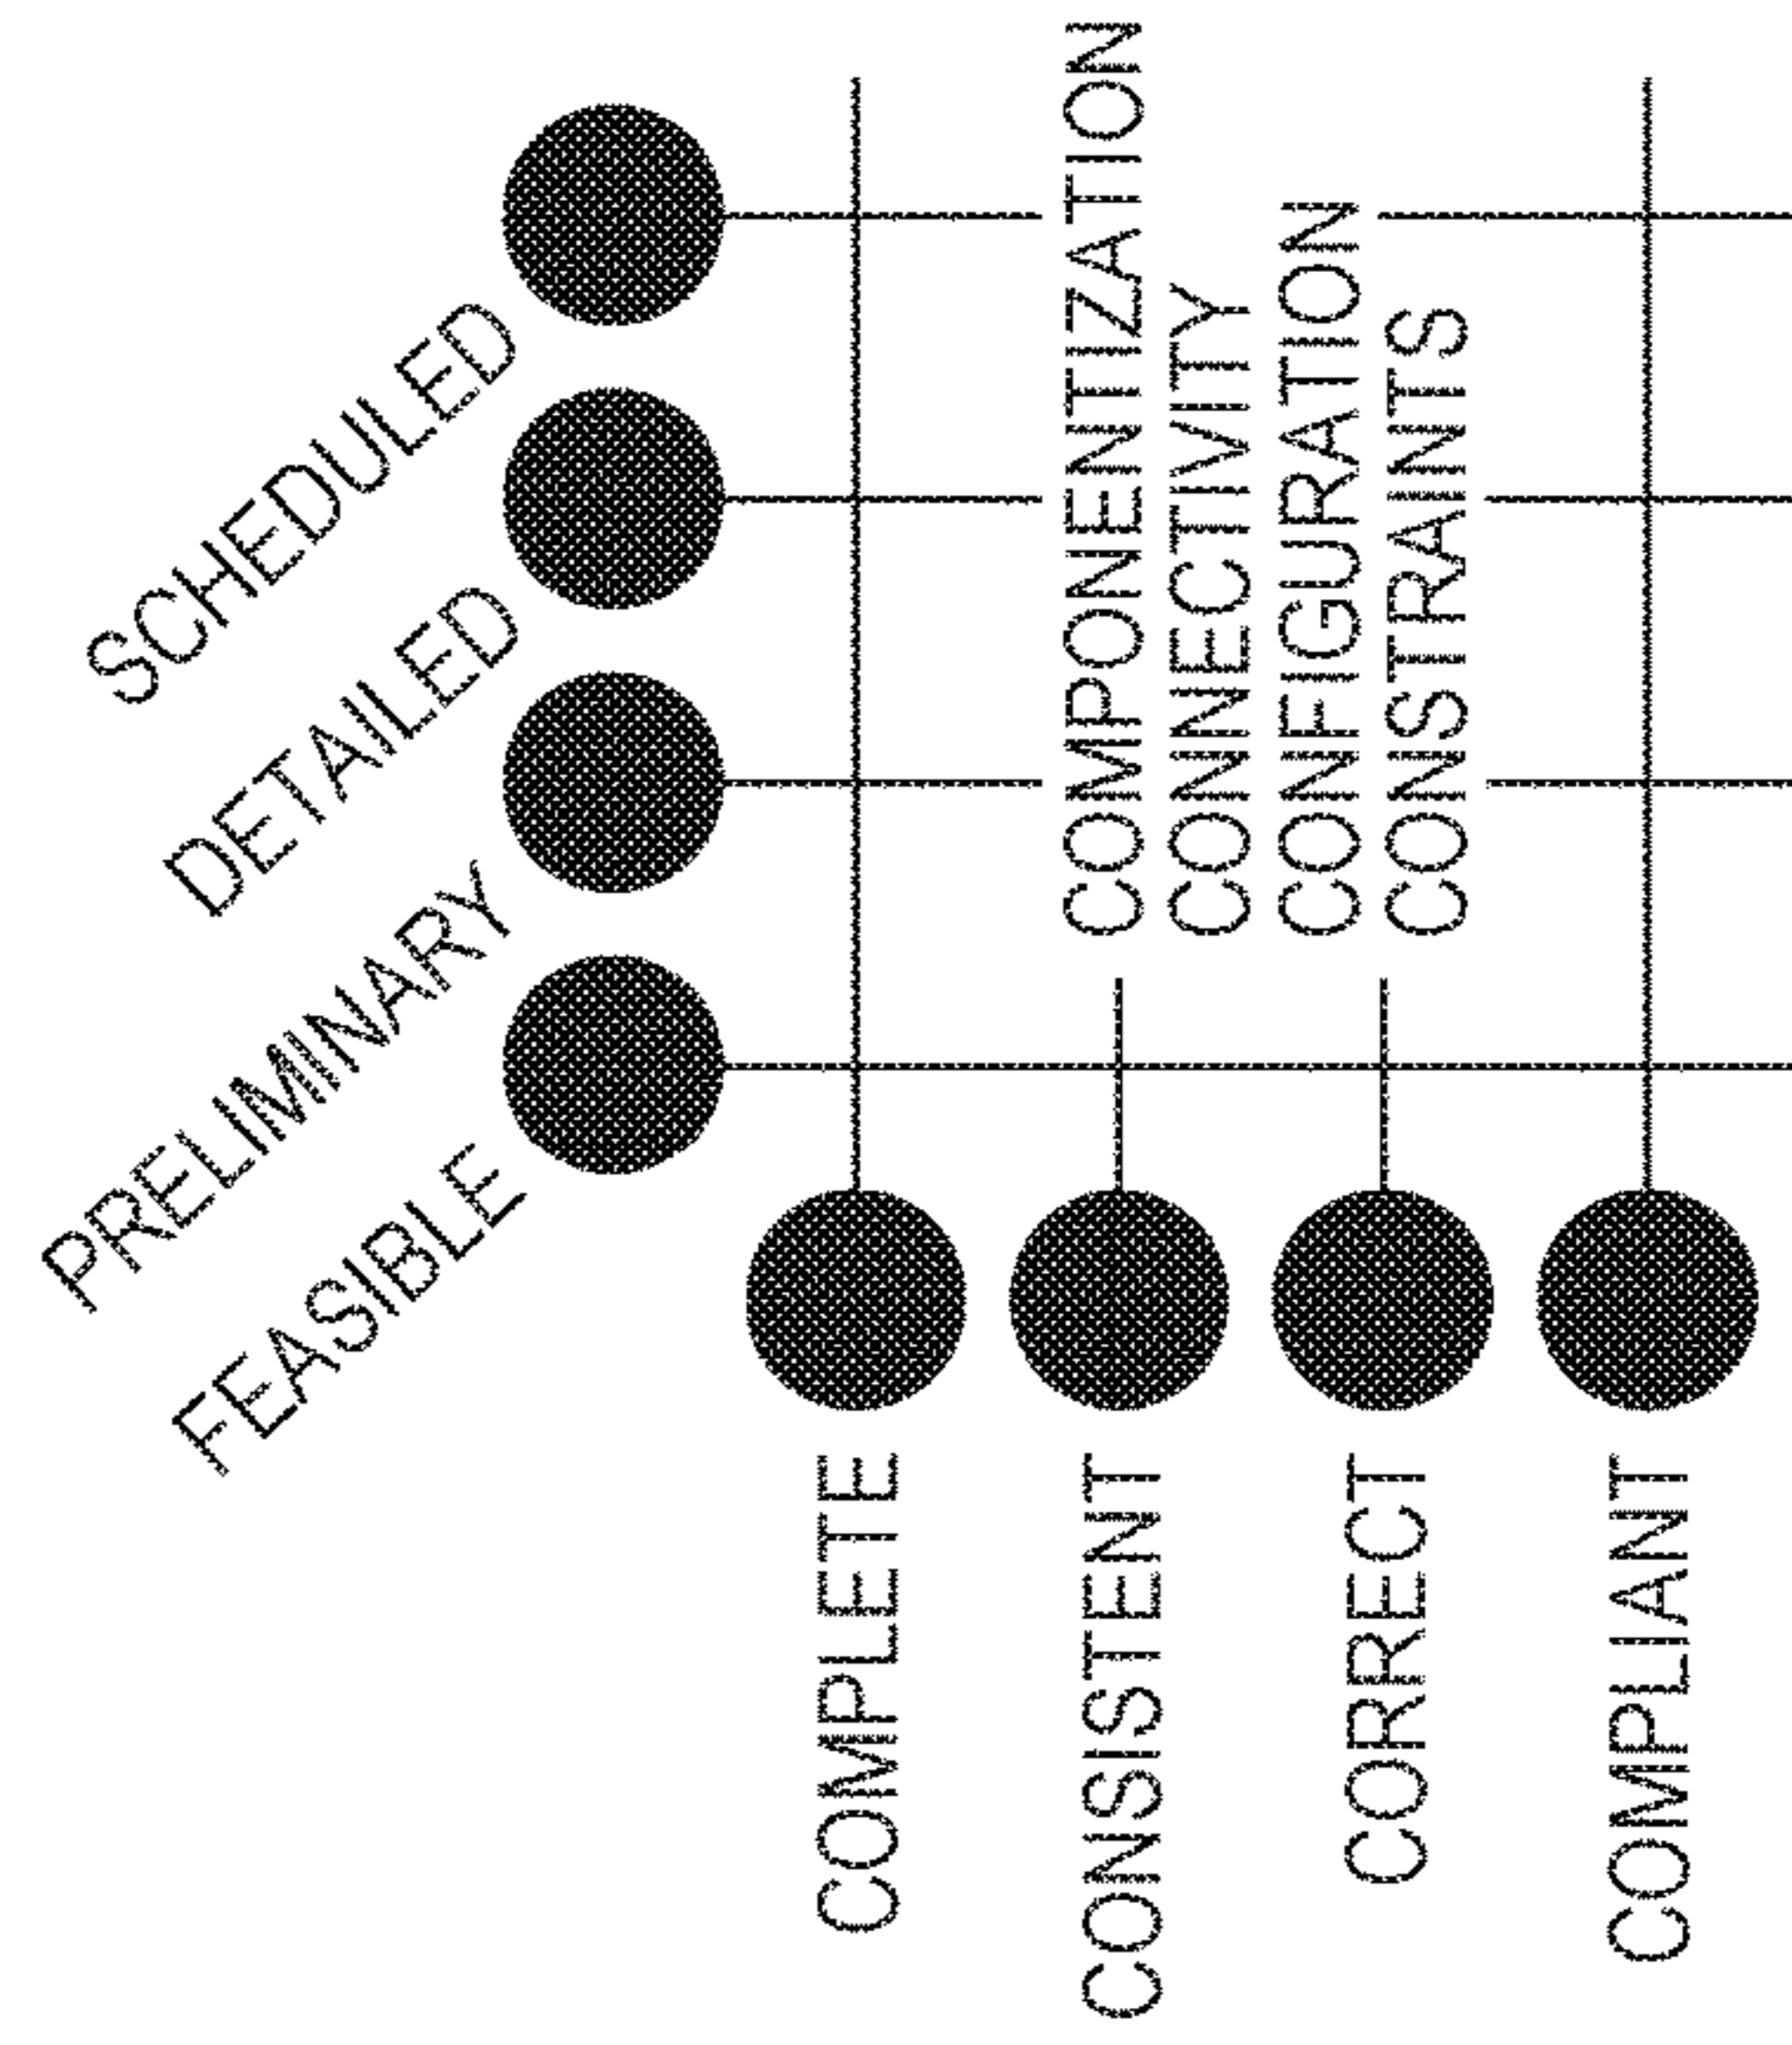 FEASIBLE
PRELIMINARY
DETAILED
SCHEDULED
COMPLETE
CONSISTENT
CORRECT
COMPLIANT
COMPONENTIZATION
CONNECTIVITY
CONFIGURATION
CONSTRAINTS